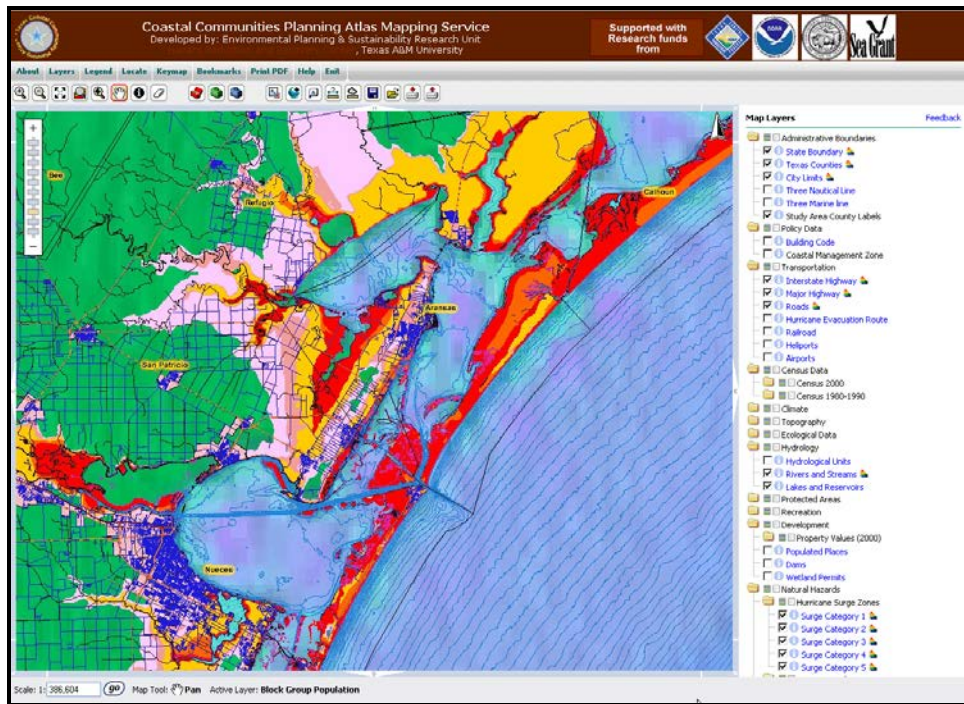 Coastal Communities Planning Atlas Mapping Service
Developed by: Environmental Planning & Sustainability Research Unit
, Texas A&M University
Supported with
Research funds
from
Sea Grant
About Layers Legend Locate Keymap Bookmarks Print PDF Help Exit
Map Layers Feedback
Administrative Boundaries
State Boundary
Texas Counties
City Limits
Three Nautical Line
Three Marine line
Study Area County Labels
Policy Data
Building Code
Coastal Management Zone
Transportation
Interstate Highway
Major Highway
Roads
Hurricane Evacuation Route
Railroad
Heliports
Airports
Census Data
Census 2000
Census 1980-1990
Climate
Topography
Ecological Data
Hydrology
Hydrological Units
Rivers and Streams
Lakes and Reservoirs
Protected Areas
Recreation
Development
Property Values (2000)
Populated Places
Dams
Wetland Permits
Natural Hazards
Hurricane Surge Zones
Surge Category 1
Surge Category 2
Surge Category 3
Surge Category 4
Surge Category 5
Bee
Refugio
Calhoun
Aransas
San Patricio
Nueces
Scale: 1: 386,604 go Map Tool: Pan Active Layer: Block Group Population